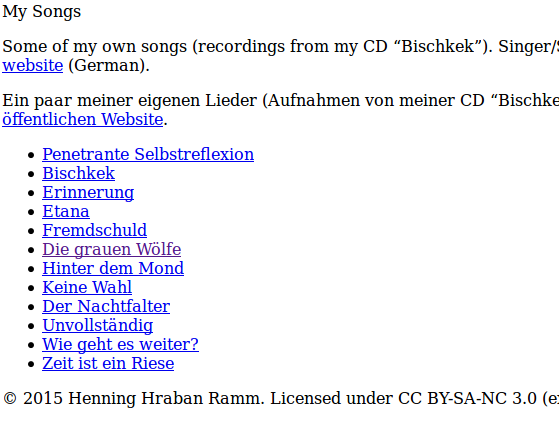 My Songs
Some of my own songs (recordings from my CD “Bischkek”). Singer/
website (German).
Ein paar meiner eigenen Lieder (Aufnahmen von meiner CD “Bischke
öffentlichen Website.
Penetrante Selbstreflexion
Bischkek
Erinnerung
Etana
Fremdschuld
Die grauen Wölfe
Hinter dem Mond
Keine Wahl
Der Nachtfalter
Unvollständig
Wie geht es weiter?
Zeit ist ein Riese
© 2015 Henning Hraban Ramm. Licensed under CC BY-SA-NC 3.0 (e